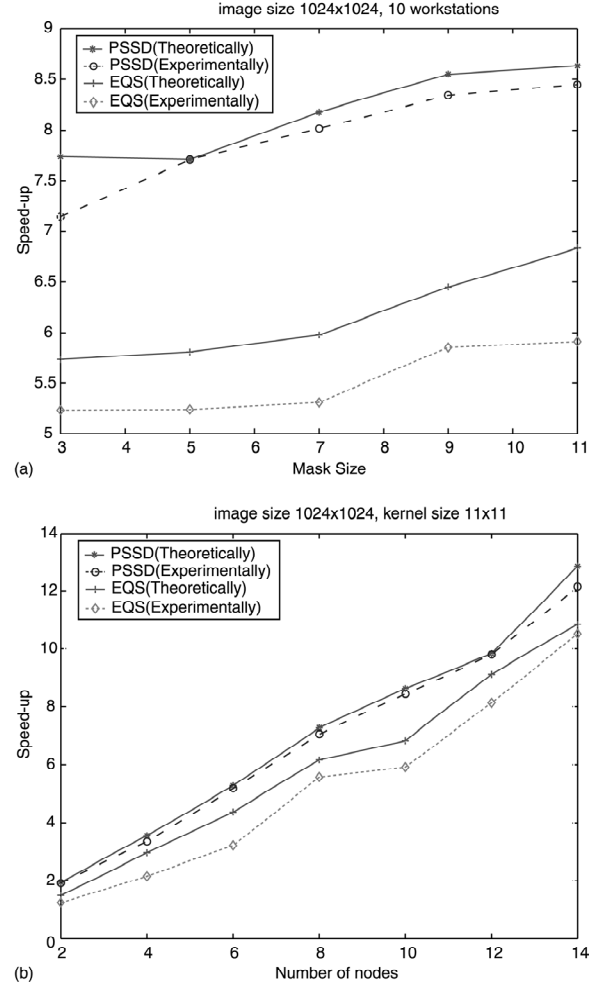 image size 1024x1024, 10 workstations
9
8.5
8
7.5
7
6.5
6
5.5
5
Speed-up
PSSD(Theoretically)
PSSD(Experimentally)
EQS(Theoretically)
EQS(Experimentally)
3 4 5 6 7 8 9 10 11
Mask Size
(a)
image size 1024x1024, kernel size 11x11
14
12
10
8
6
4
2
0
Speed-up
PSSD(Theoretically)
PSSD(Experimentally)
EQS(Theoretically)
EQS(Experimentally)
2 4 6 8 10 12 14
Number of nodes
(b)